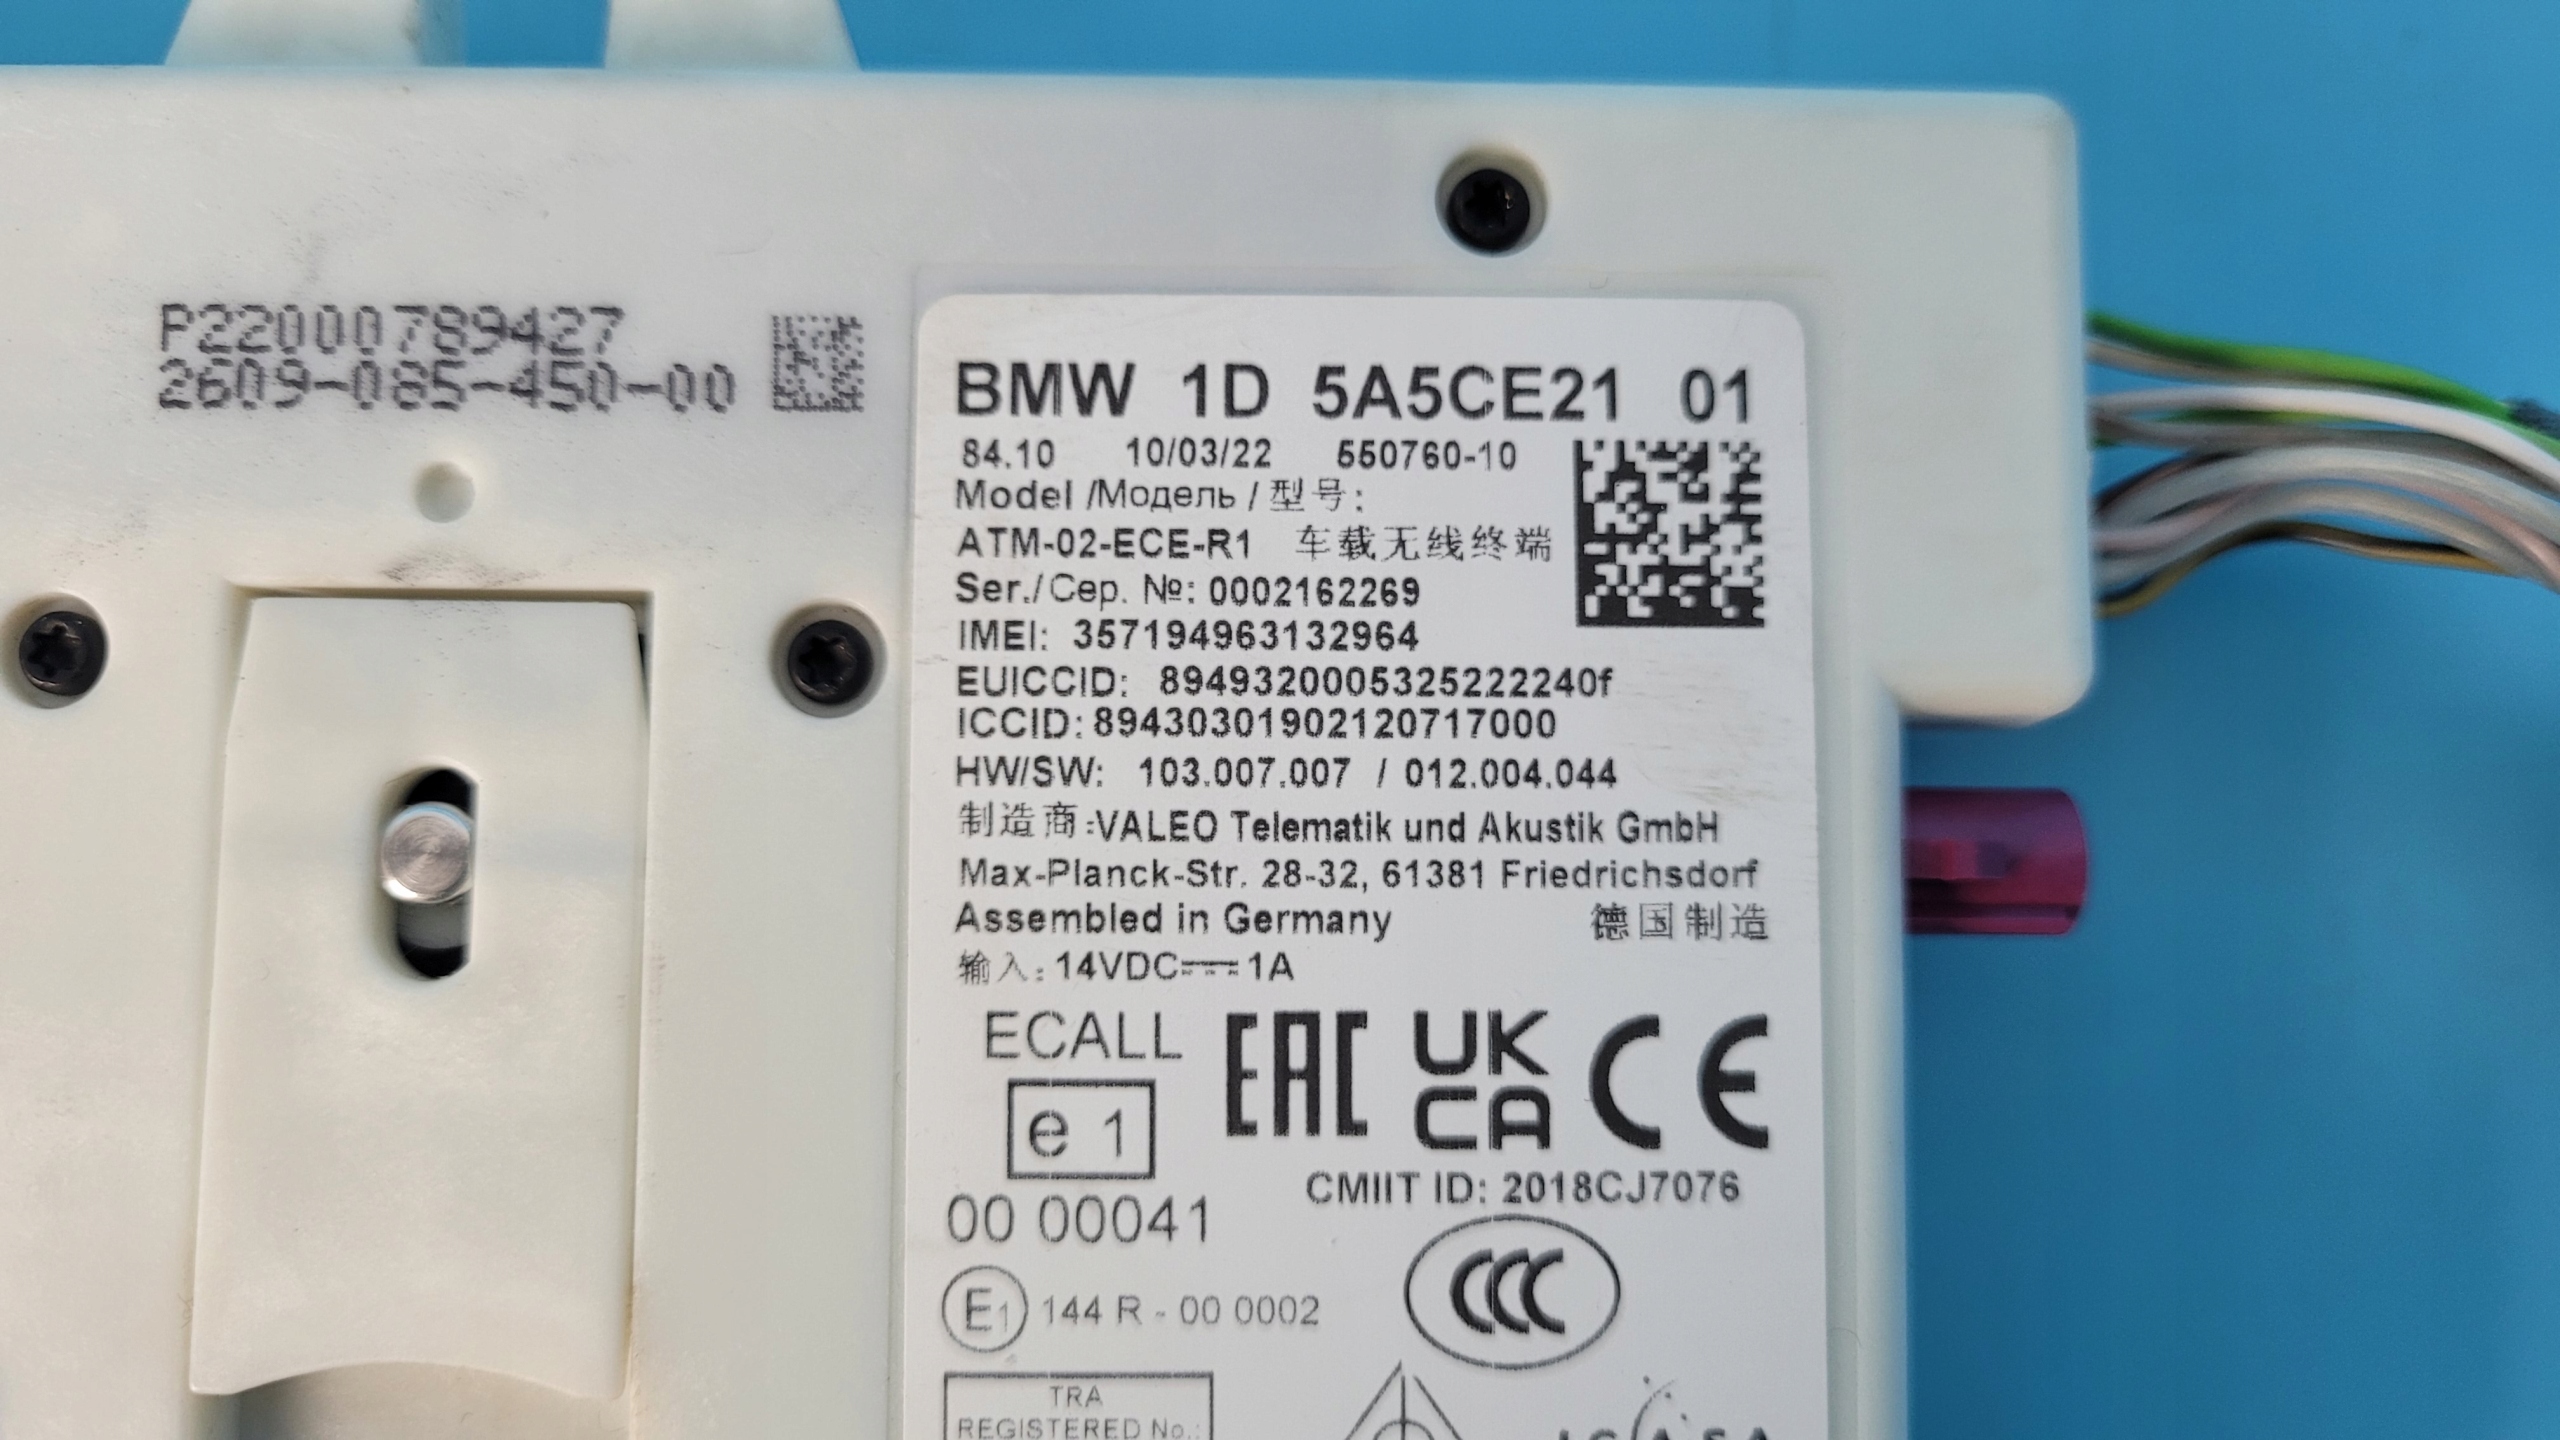 P22000789427
2609-085-450-00
BMW 1D 5A5CE21 01
84.10 10/03/22 550760-10
Model /Модель / 型号:
ATM-02-ECE-R1 车载无线终端
Ser./Сер. №: 0002162269
IMEI: 357194963132964
EUICCID: 8949320005325222240f
ICCID: 89430301902120717000
HW/SW: 103.007.007 / 012.004.044
制造商:VALEO Telematik und Akustik GmbH
Max-Planck-Str. 28-32, 61381 Friedrichsdorf
Assembled in Germany 德国制造
输入: 14VDC⎓1A
ECALL EAC UK CA CE
e 1
CMIIT ID: 2018CJ7076
00 00041
CCC
E1 144 R - 00 0002
TRA
REGISTERED No.:
ICASA